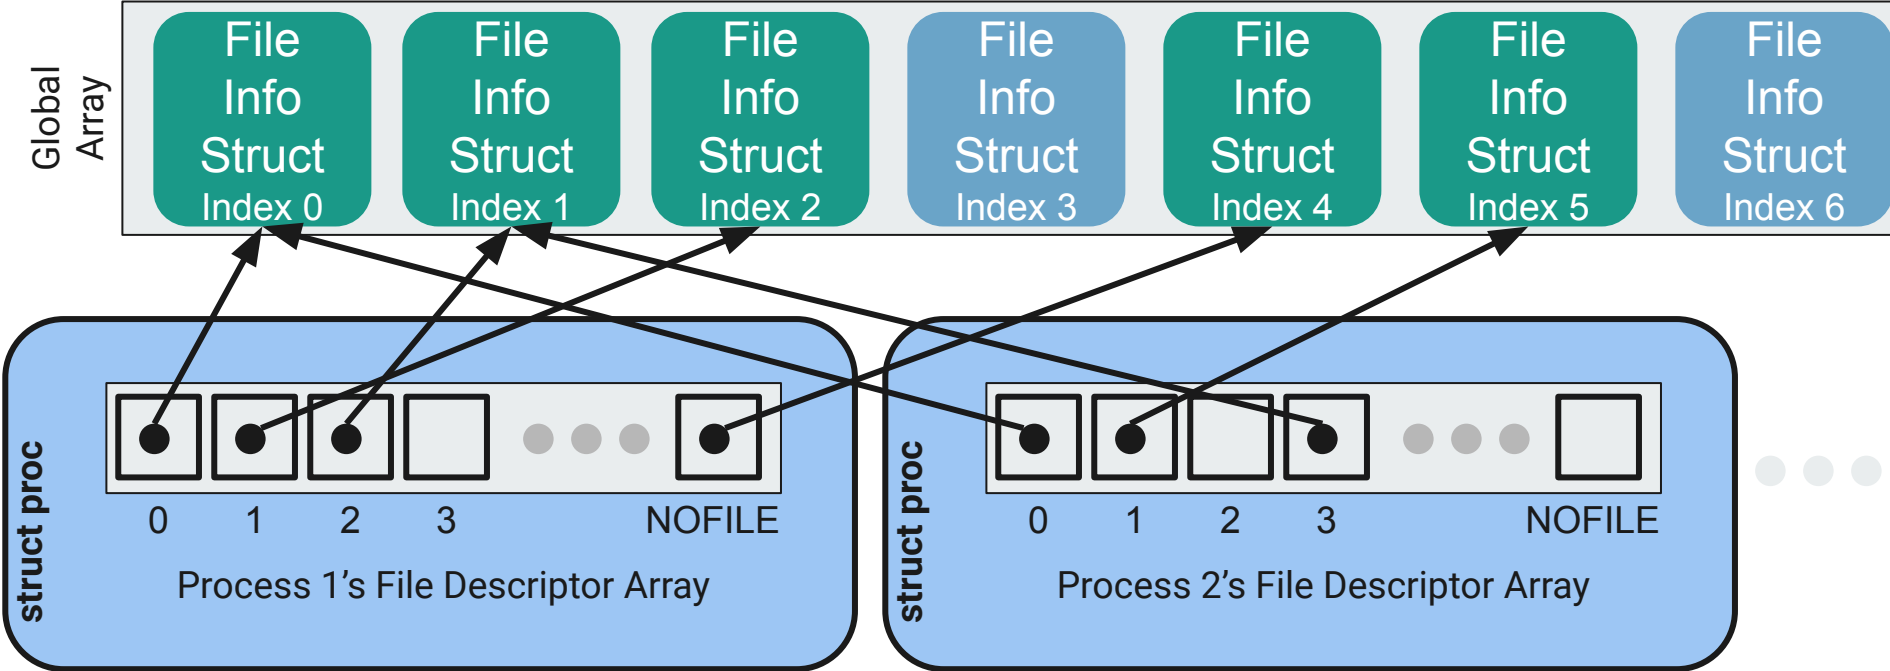 Global
Array
File
Info
Struct
Index 0
File
Info
Struct
Index 1
File
Info
Struct
Index 2
File
Info
Struct
Index 3
File
Info
Struct
Index 4
File
Info
Struct
Index 5
File
Info
Struct
Index 6
struct proc
0 1 2 3 NOFILE
Process 1’s File Descriptor Array
struct proc
0 1 2 3 NOFILE
Process 2’s File Descriptor Array